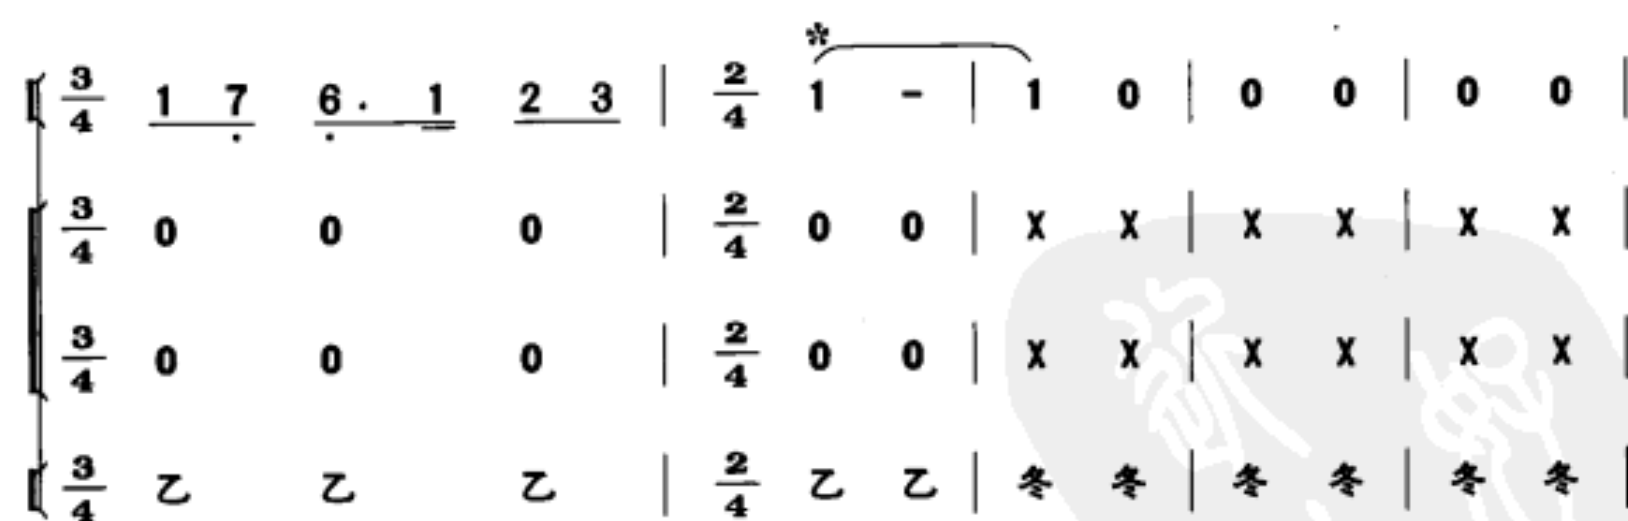 3/4 1 7 6 · 1 2 3 | 2/4 * 1 - | 1 0 | 0 0 | 0 0 |
3/4 0 0 0 | 2/4 0 0 | X X | X X | X X |
3/4 0 0 0 | 2/4 0 0 | X X | X X | X X |
3/4 乙 乙 乙 | 2/4 乙 乙 | 冬 冬 | 冬 冬 | 冬 冬 |